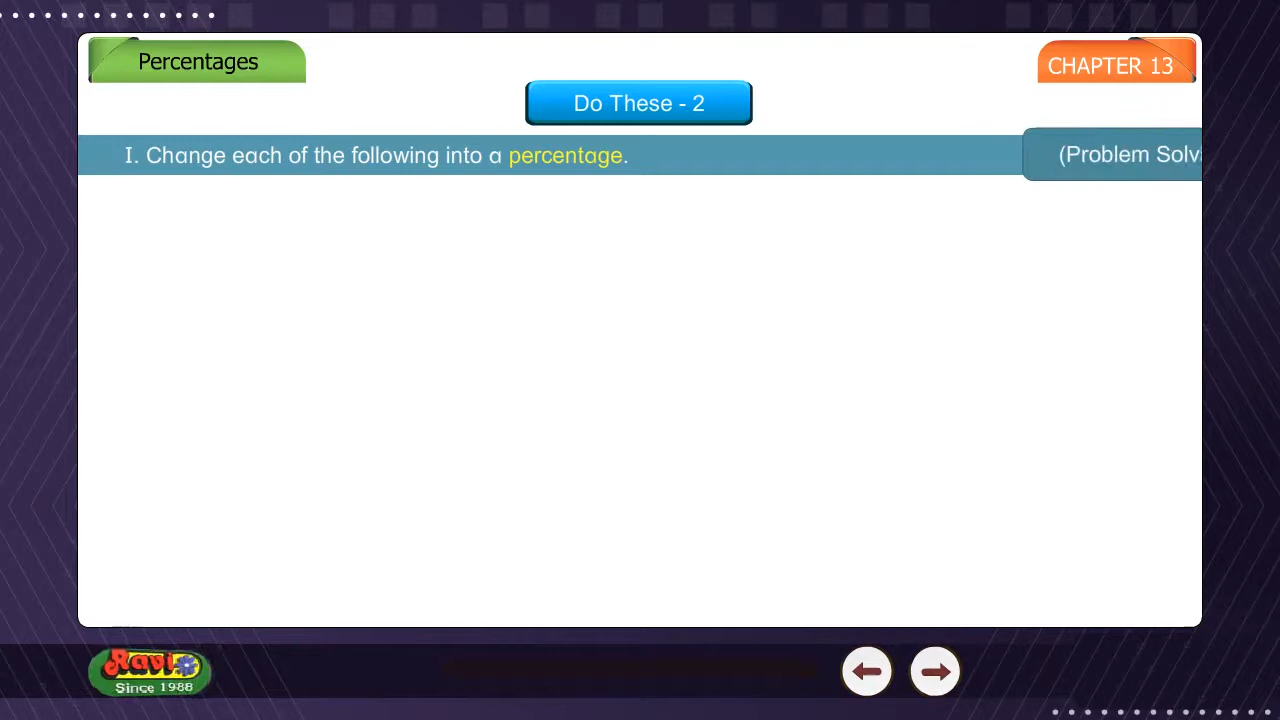 Percentages
CHAPTER 13
Do These - 2
I. Change each of the following into a percentage.
(Problem Solv
Ravi
Since 1988